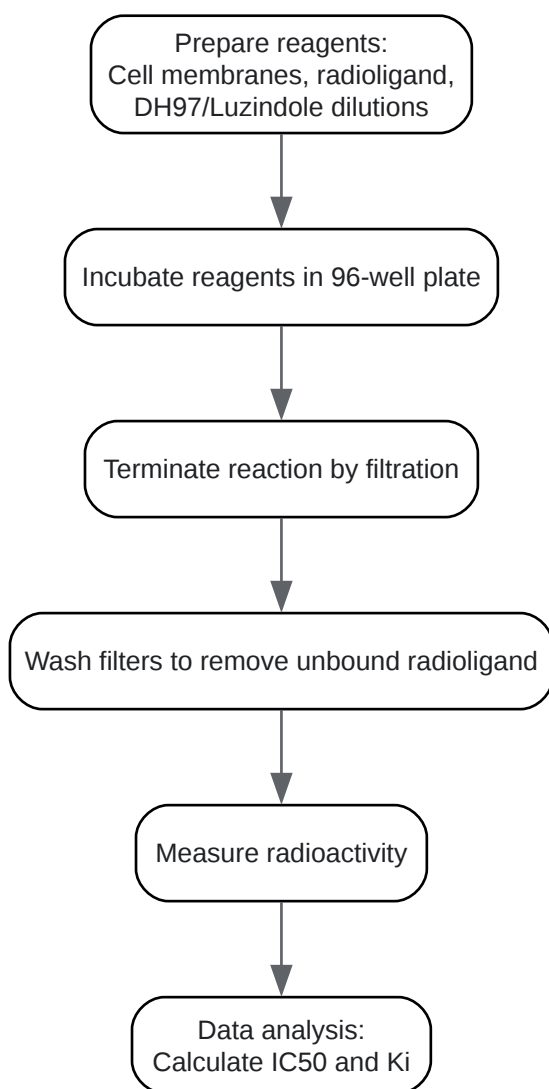 Prepare reagents:
Cell membranes, radioligand,
DH97/Luzindole dilutions
Incubate reagents in 96-well plate
Terminate reaction by filtration
Wash filters to remove unbound radioligand
Measure radioactivity
Data analysis:
Calculate IC50 and Ki